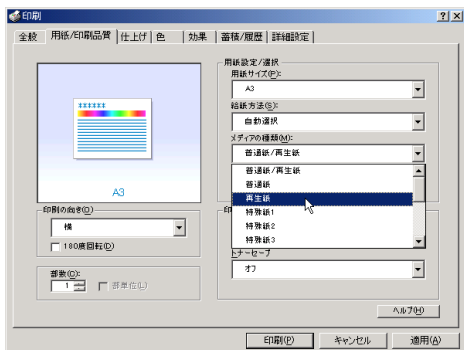 印刷
全般 用紙/印刷品質 仕上げ 色 効果 蓄積/履歴 詳細設定
用紙設定/選択
用紙サイズ(P):
A3
給紙方法(S):
自動選択
メディアの種類(M):
普通紙/再生紙
普通紙/再生紙
普通紙
再生紙
特殊紙1
特殊紙2
特殊紙3
トナーセーブ
オフ
A3
印刷の向き(O)
横
180度回転(D)
部数(C):
1
部単位(L)
ヘルプ(H)
印刷(P) キャンセル 適用(A)